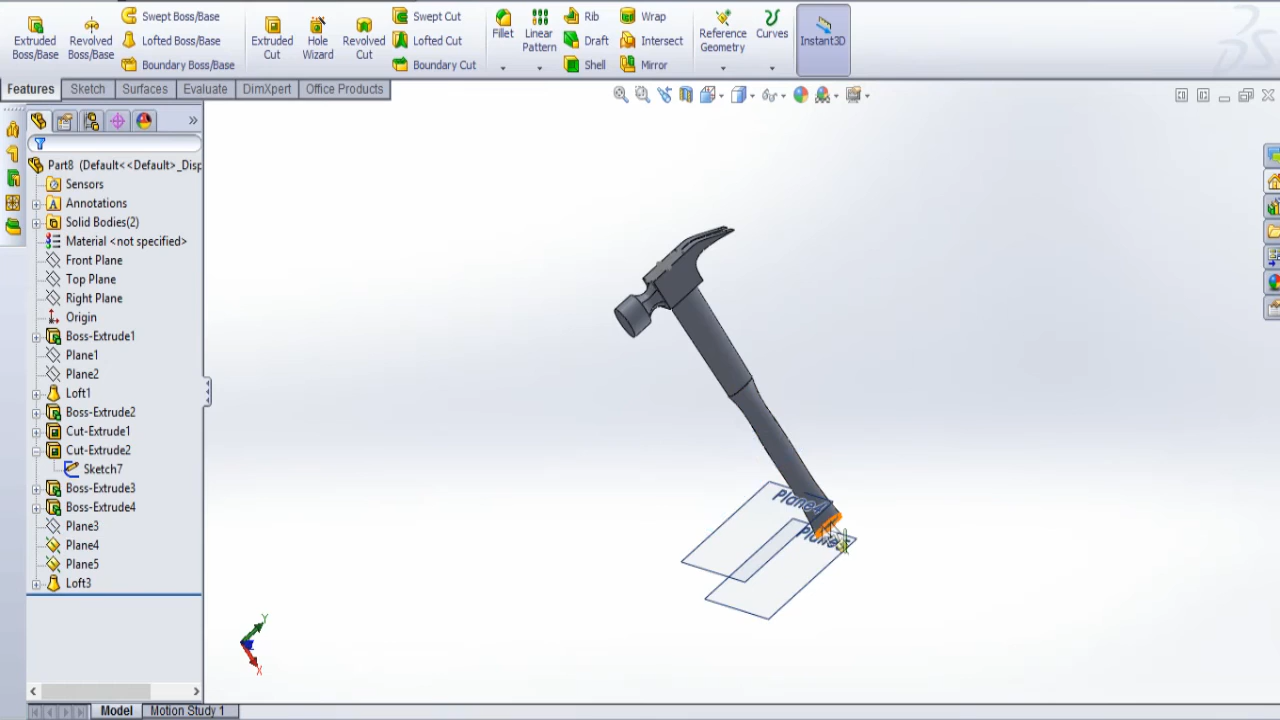 Extruded Boss/Base
Revolved Boss/Base
Swept Boss/Base
Lofted Boss/Base
Boundary Boss/Base
Extruded Cut
Hole Wizard
Revolved Cut
Swept Cut
Lofted Cut
Boundary Cut
Fillet
Linear Pattern
Rib
Draft
Shell
Wrap
Intersect
Mirror
Reference Geometry
Curves
Instant3D
Features
Sketch
Surfaces
Evaluate
DimXpert
Office Products
Part8 (Default<<Default>_Disp
Sensors
Annotations
Solid Bodies(2)
Material <not specified>
Front Plane
Top Plane
Right Plane
Origin
Boss-Extrude1
Plane1
Plane2
Loft1
Boss-Extrude2
Cut-Extrude1
Cut-Extrude2
Sketch7
Boss-Extrude3
Boss-Extrude4
Plane3
Plane4
Plane5
Loft3
Plane4
Y
X
Model
Motion Study 1